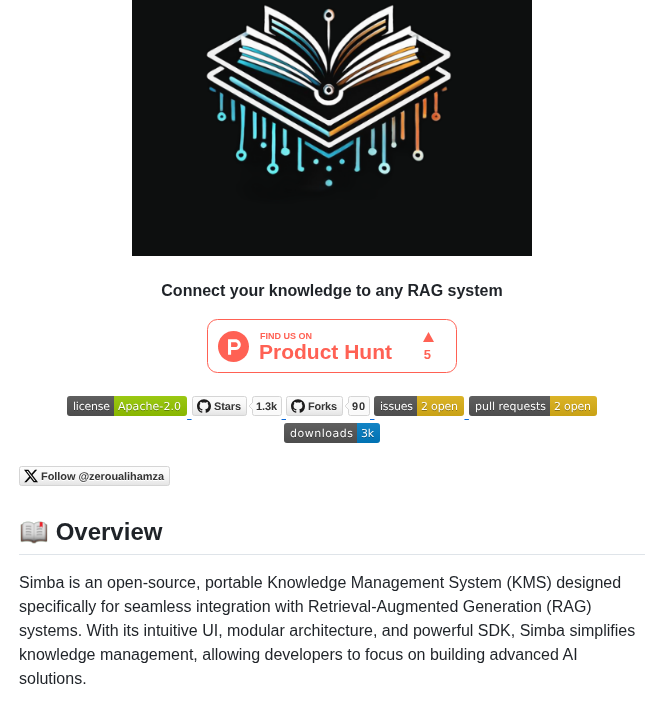 Connect your knowledge to any RAG system
FIND US ON
Product Hunt
5
license Apache-2.0 Stars 1.3k Forks 90 issues 2 open pull requests 2 open
downloads 3k
Follow @zeroualihamza
Overview
Simba is an open-source, portable Knowledge Management System (KMS) designed
specifically for seamless integration with Retrieval-Augmented Generation (RAG)
systems. With its intuitive UI, modular architecture, and powerful SDK, Simba simplifies
knowledge management, allowing developers to focus on building advanced AI
solutions.